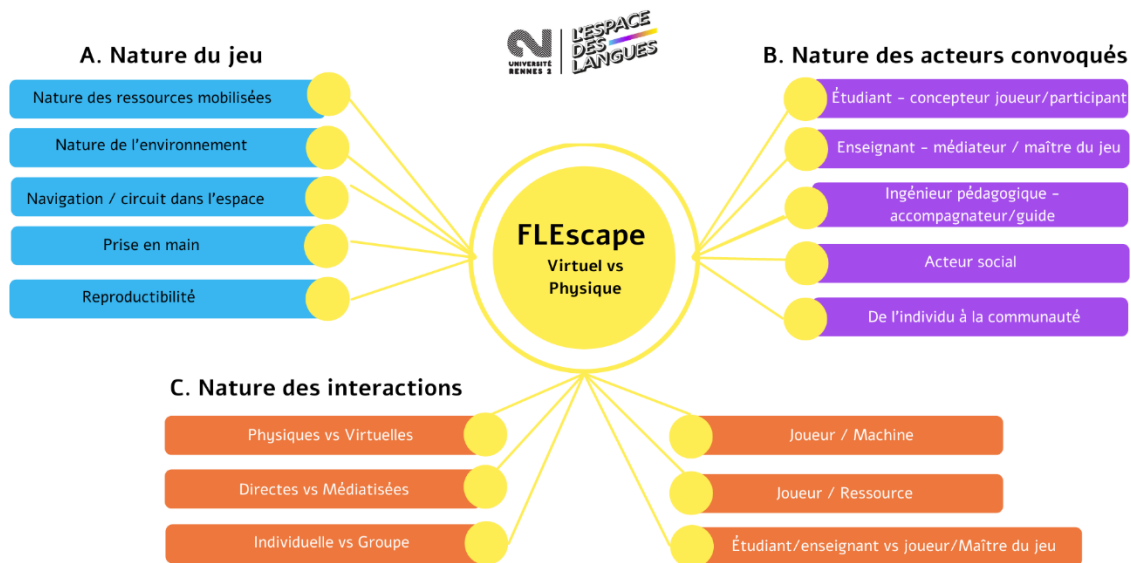 UNIVERSITÉ
RENNES 2
L'ESPACE
DES
LANGUES
A. Nature du jeu
Nature des ressources mobilisées
Nature de l'environnement
Navigation / circuit dans l'espace
Prise en main
Reproductibilité
B. Nature des acteurs convoqués
Étudiant - concepteur joueur/participant
Enseignant - médiateur / maître du jeu
Ingénieur pédagogique -
accompagnateur/guide
Acteur social
De l'individu à la communauté
FLEscape
Virtuel vs
Physique
C. Nature des interactions
Physiques vs Virtuelles
Directes vs Médiatisées
Individuelle vs Groupe
Joueur / Machine
Joueur / Ressource
Étudiant/enseignant vs joueur/Maître du jeu